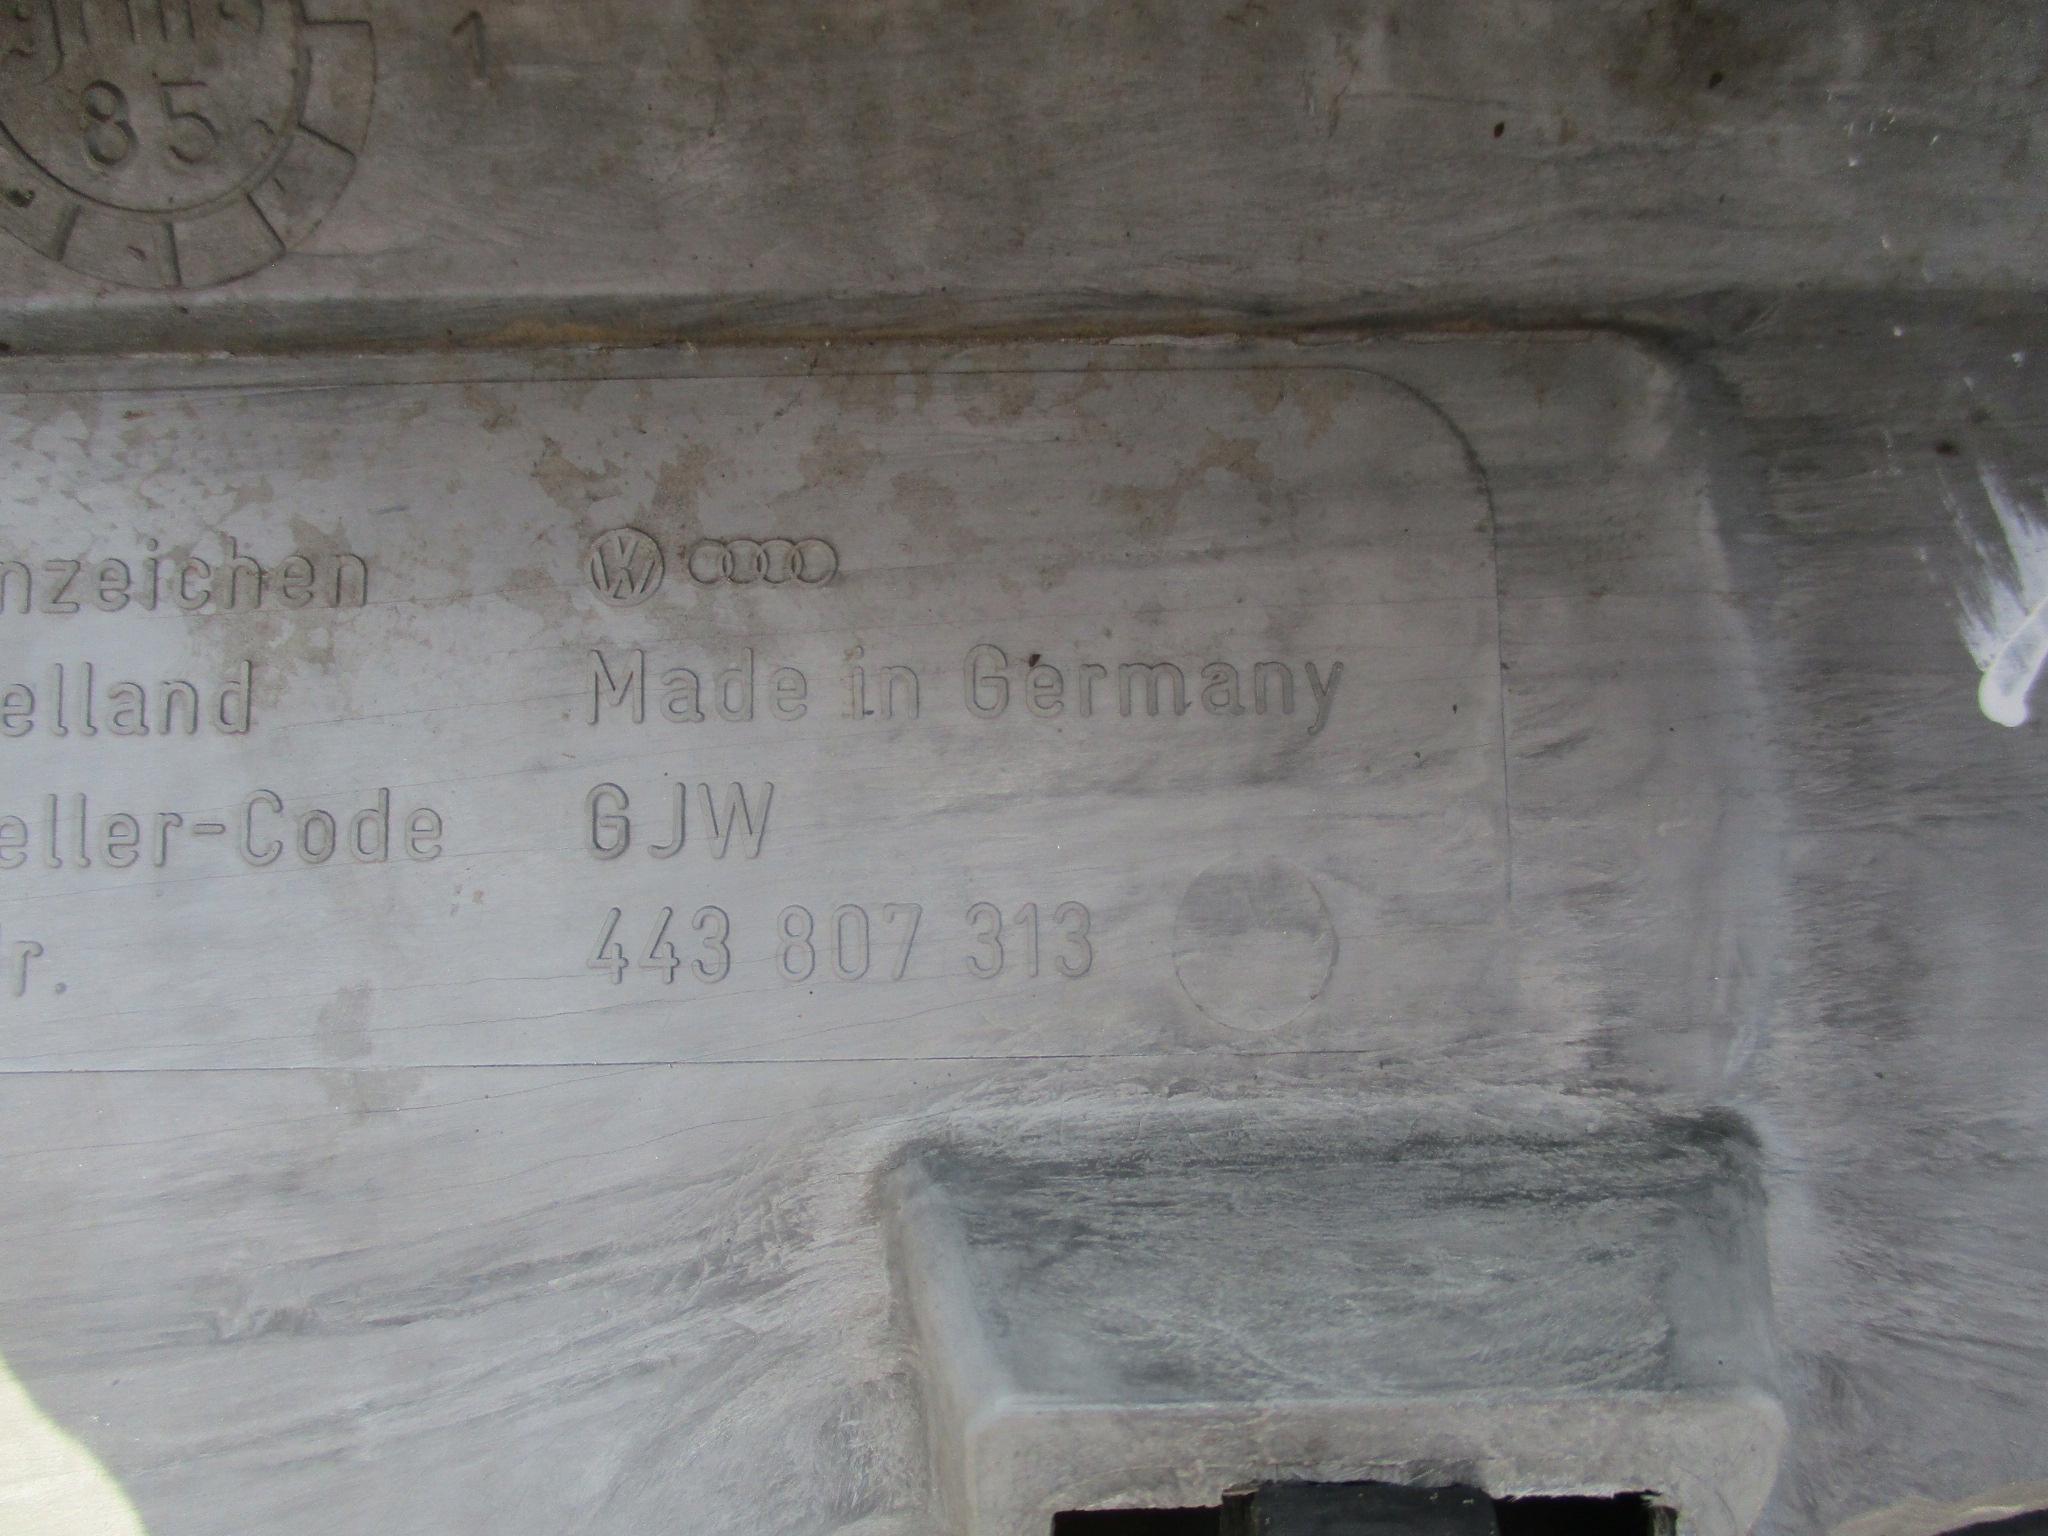 85
1
nzeichen
Made in Germany
elland
eller-Code GJW
r. 443 807 313